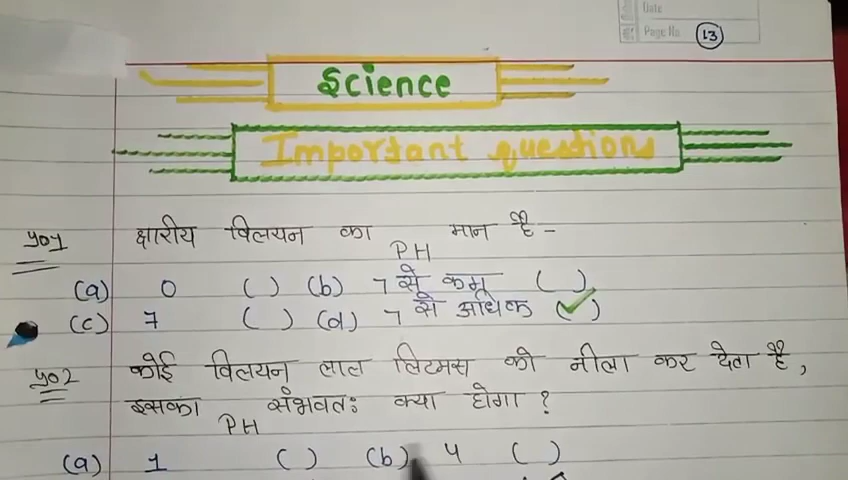 Date
Page No. 13
Science
Important questions
प्र01 क्षारीय विलयन का PH मान है -
(a) 0 ( ) (b) 7 से कम ( )
(c) 7 ( ) (d) 7 से अधिक (✓)
प्र02 कोई विलयन लाल लिटमस को नीला कर देता है,
इसका PH संभवतः क्या होगा ?
(a) 1 ( ) (b) 4 ( )